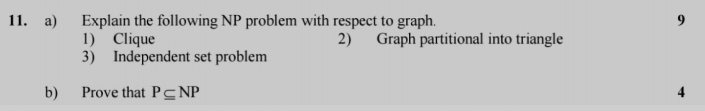 11. a) Explain the following NP problem with respect to graph. 9
1) Clique 2) Graph partitional into triangle
3) Independent set problem
b) Prove that P ⊆ NP 4